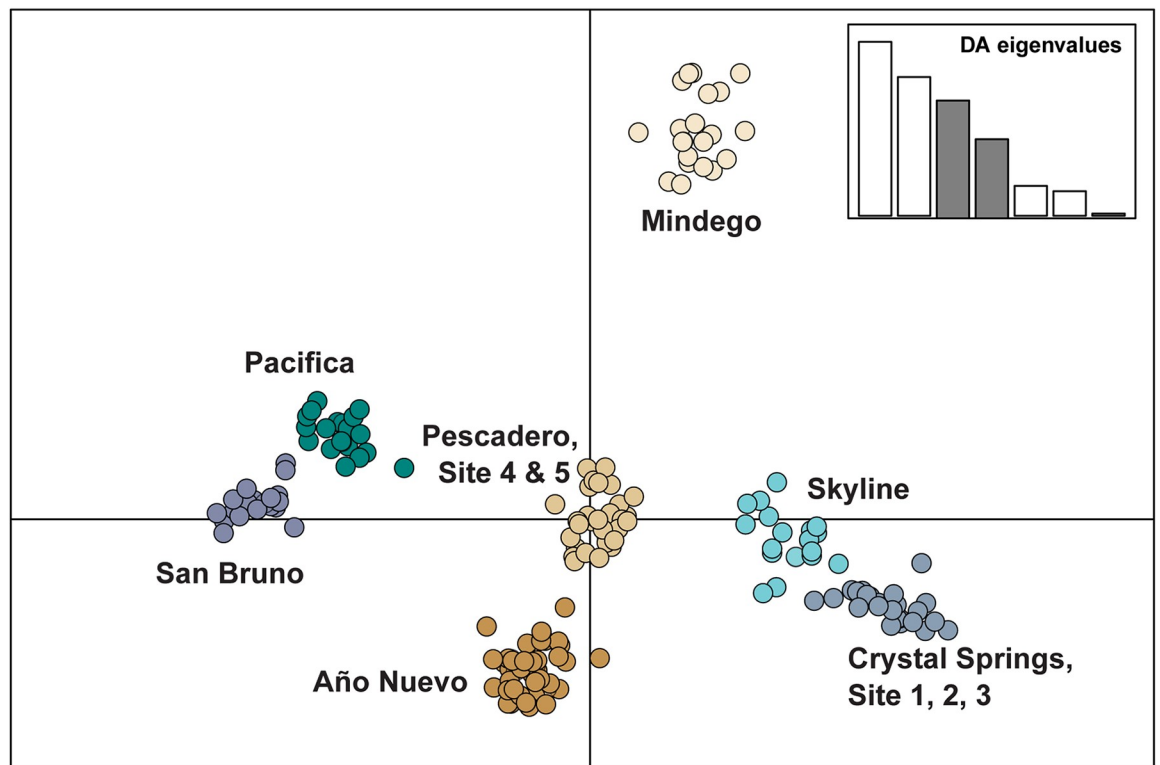 DA eigenvalues
Mindego
Pacifica
Pescadero,
Site 4 & 5
Skyline
San Bruno
Crystal Springs,
Site 1, 2, 3
Año Nuevo